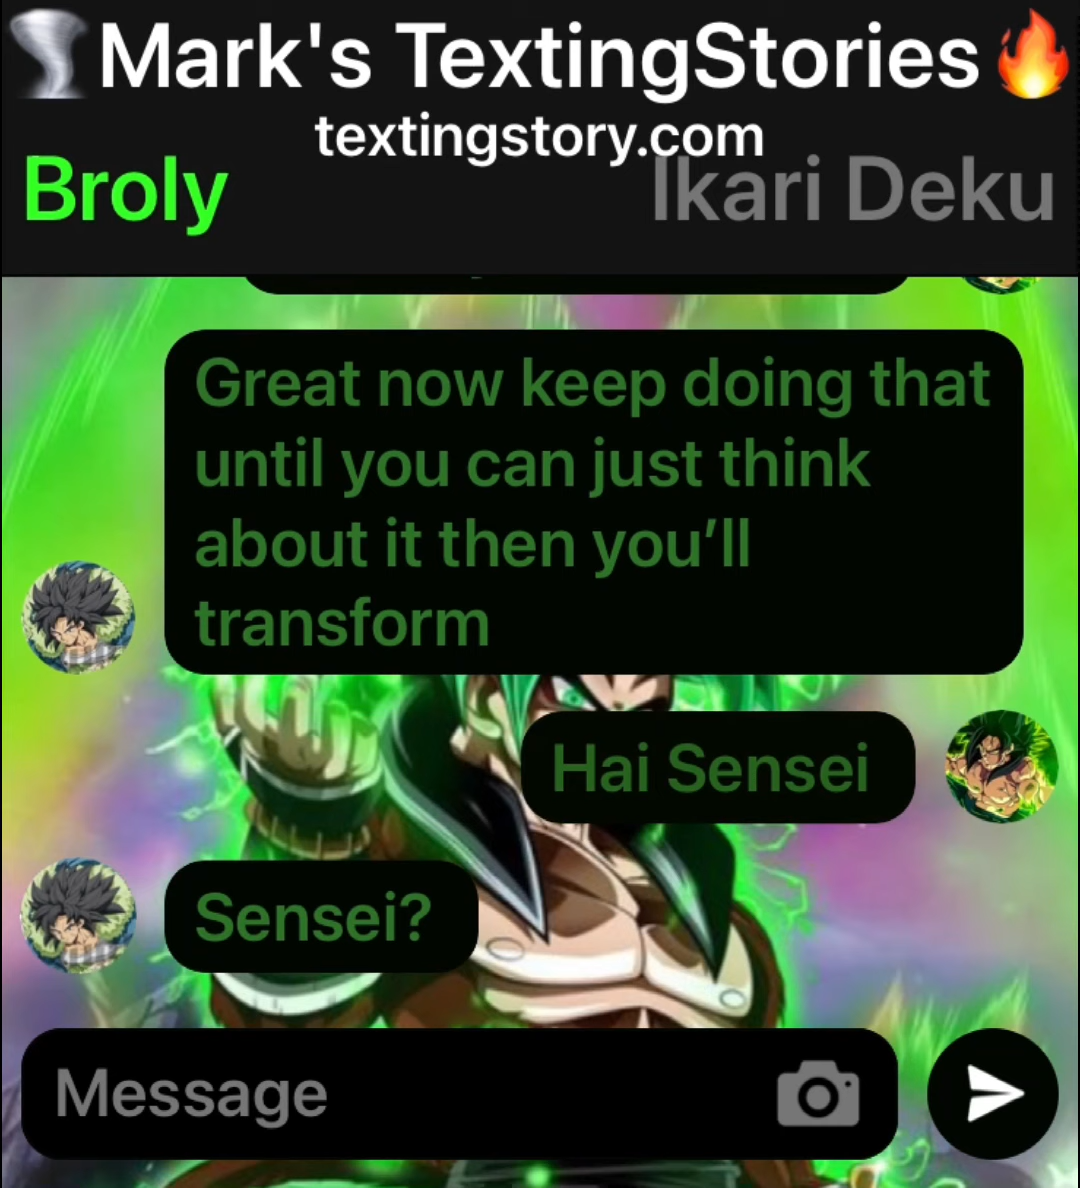 Mark's TextingStories
textingstory.com
Broly
Ikari Deku
Great now keep doing that
until you can just think
about it then you’ll
transform
Hai Sensei
Sensei?
Message